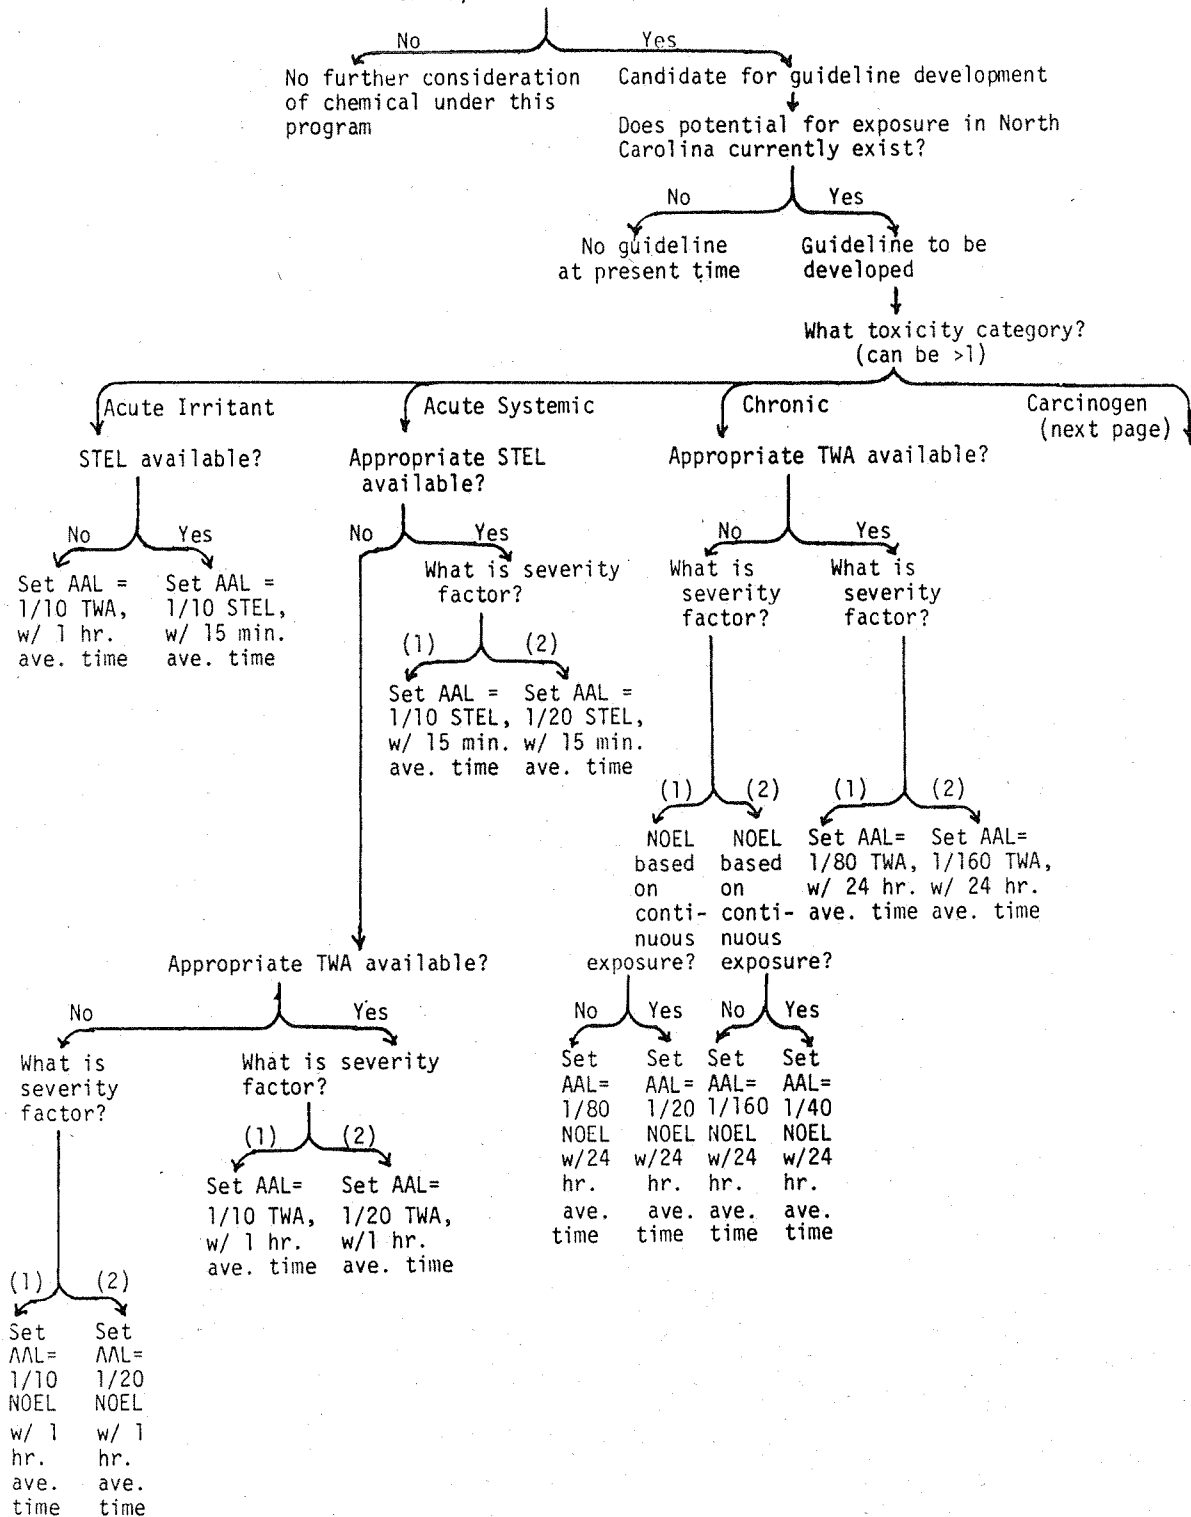 No
Yes
No further consideration
of chemical under this
program
Candidate for guideline development
Does potential for exposure in North
Carolina currently exist?
No
Yes
No guideline
at present time
Guideline to be
developed
What toxicity category?
(can be >1)
Acute Irritant
Acute Systemic
Chronic
Carcinogen
(next page)
STEL available?
No
Yes
Set AAL =
1/10 TWA,
w/ 1 hr.
ave. time
Set AAL =
1/10 STEL,
w/ 15 min.
ave. time
Appropriate STEL
available?
No
Yes
What is severity
factor?
(1)
(2)
Set AAL =
1/10 STEL,
w/ 15 min.
ave. time
Set AAL =
1/20 STEL,
w/ 15 min.
ave. time
Appropriate TWA available?
No
Yes
What is
severity
factor?
What is
severity
factor?
(1)
(2)
(1)
(2)
NOEL
based
on
conti-
nuous
exposure?
NOEL
based
on
conti-
nuous
exposure?
Set AAL=
1/80 TWA,
w/ 24 hr.
ave. time
Set AAL=
1/160 TWA,
w/ 24 hr.
ave. time
No
Yes
No
Yes
Set
AAL=
1/80
NOEL
w/24
hr.
ave.
time
Set
AAL=
1/20
NOEL
w/24
hr.
ave.
time
Set
AAL=
1/160
NOEL
w/24
hr.
ave.
time
Set
AAL=
1/40
NOEL
w/24
hr.
ave.
time
Appropriate TWA available?
No
Yes
What is
severity
factor?
What is severity
factor?
(1)
(2)
Set AAL=
1/10 TWA,
w/ 1 hr.
ave. time
Set AAL=
1/20 TWA,
w/1 hr.
ave. time
(1)
(2)
Set
AAL=
1/10
NOEL
w/ 1
hr.
ave.
time
Set
AAL=
1/20
NOEL
w/ 1
hr.
ave.
time